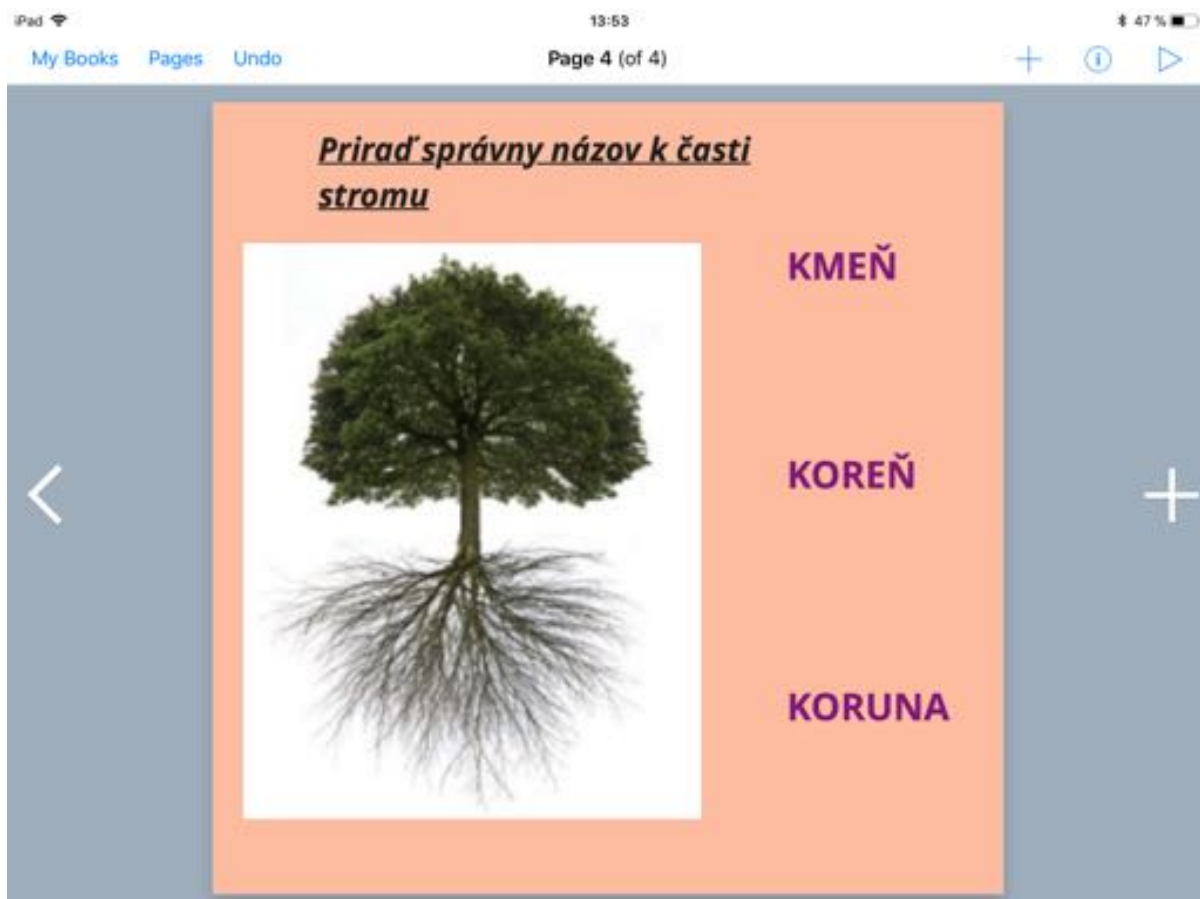 iPad 13:53 47 %
My Books Pages Undo Page 4 (of 4)
Priraď správny názov k časti
stromu
KMEŇ
KOREŇ
KORUNA